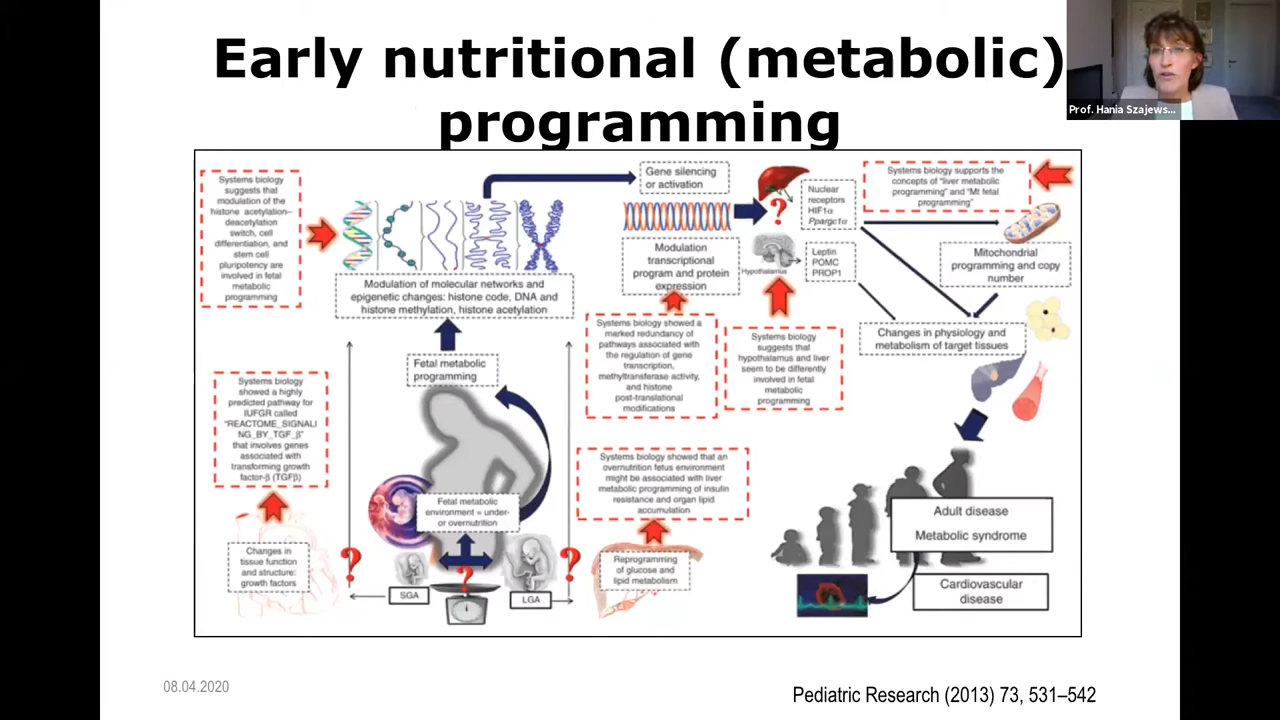 Early nutritional (metabolic)
programming
Prof. Hania Szajews...
Systems biology
suggests that
modulation of the
histone acetylation–
deacetylation
switch, cell
differentiation, and
stem cell
pluripotency are
involved in fetal
metabolic
programming
Gene silencing
or activation
Nuclear
receptors
HIF1α
Ppargc1α
Systems biology supports the
concepts of “liver metabolic
programming” and “Mt fetal
programming”
Modulation
transcriptional
program and protein
expression
Hypothalamus
Leptin
POMC
PROP1
Mitochondrial
programming and copy
number
Modulation of molecular networks and
epigenetic changes: histone code, DNA and
histone methylation, histone acetylation
Changes in physiology and
metabolism of target tissues
Systems biology showed a
marked redundancy of
pathways associated with
the regulation of gene
transcription,
methyltransferase activity,
and histone
post-translational
modifications
Systems biology
suggests that
hypothalamus and liver
seem to be differently
involved in fetal
metabolic
programming
Fetal metabolic
programming
Systems biology
showed a highly
predicted pathway for
IUFGR called
“REACTOME_SIGNALI
NG_BY_TGF_β”
that involves genes
associated with
transforming growth
factor-β (TGFβ)
Systems biology showed that an
overnutrition fetus environment
might be associated with liver
metabolic programming of insulin
resistance and organ lipid
accumulation
Fetal metabolic
environment = under-
or overnutrition
Changes in
tissue function
and structure:
growth factors
?
SGA
?
LGA
?
?
Reprogramming
of glucose and
lipid metabolism
Adult disease
Metabolic syndrome
Cardiovascular
disease
08.04.2020
Pediatric Research (2013) 73, 531–542